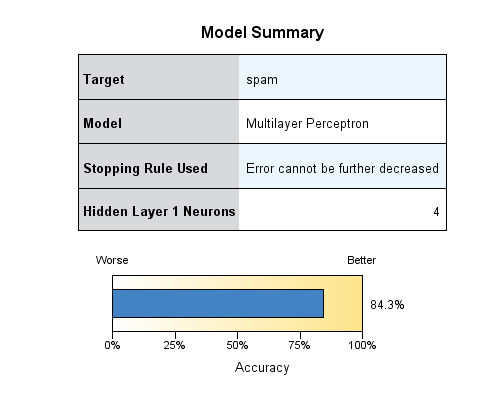 Model Summary
Target spam
Model Multilayer Perceptron
Stopping Rule Used Error cannot be further decreased
Hidden Layer 1 Neurons 4
Worse Better
84.3%
0% 25% 50% 75% 100%
Accuracy